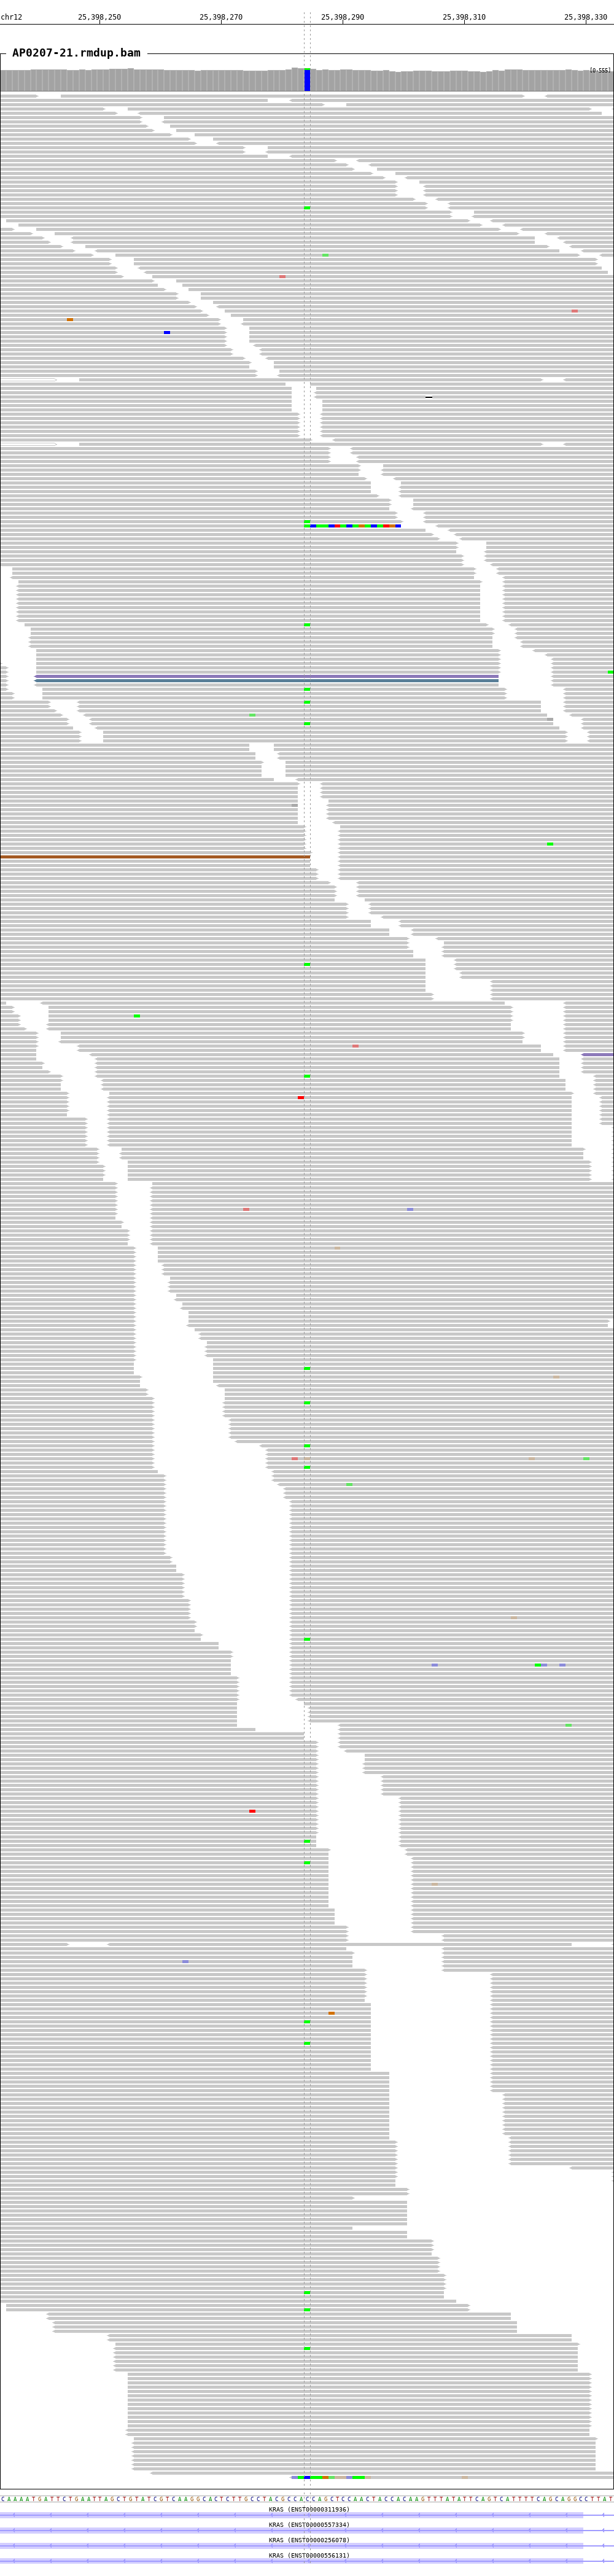 chr12 25,398,250 25,398,270 25,398,290 25,398,310 25,398,330
AP0207-21.rmdup.bam
[0-555]
CAAAATGATTCTGAATTAGCTGTATCGTCAAGGCACTCTTGCCTACGCCACCAGCTCCAACTACCACAAGTTTATATTCAGTCATTTTCAGCAGGCCTTAT
KRAS (ENST00000311936)
KRAS (ENST00000557334)
KRAS (ENST00000256078)
KRAS (ENST00000556131)